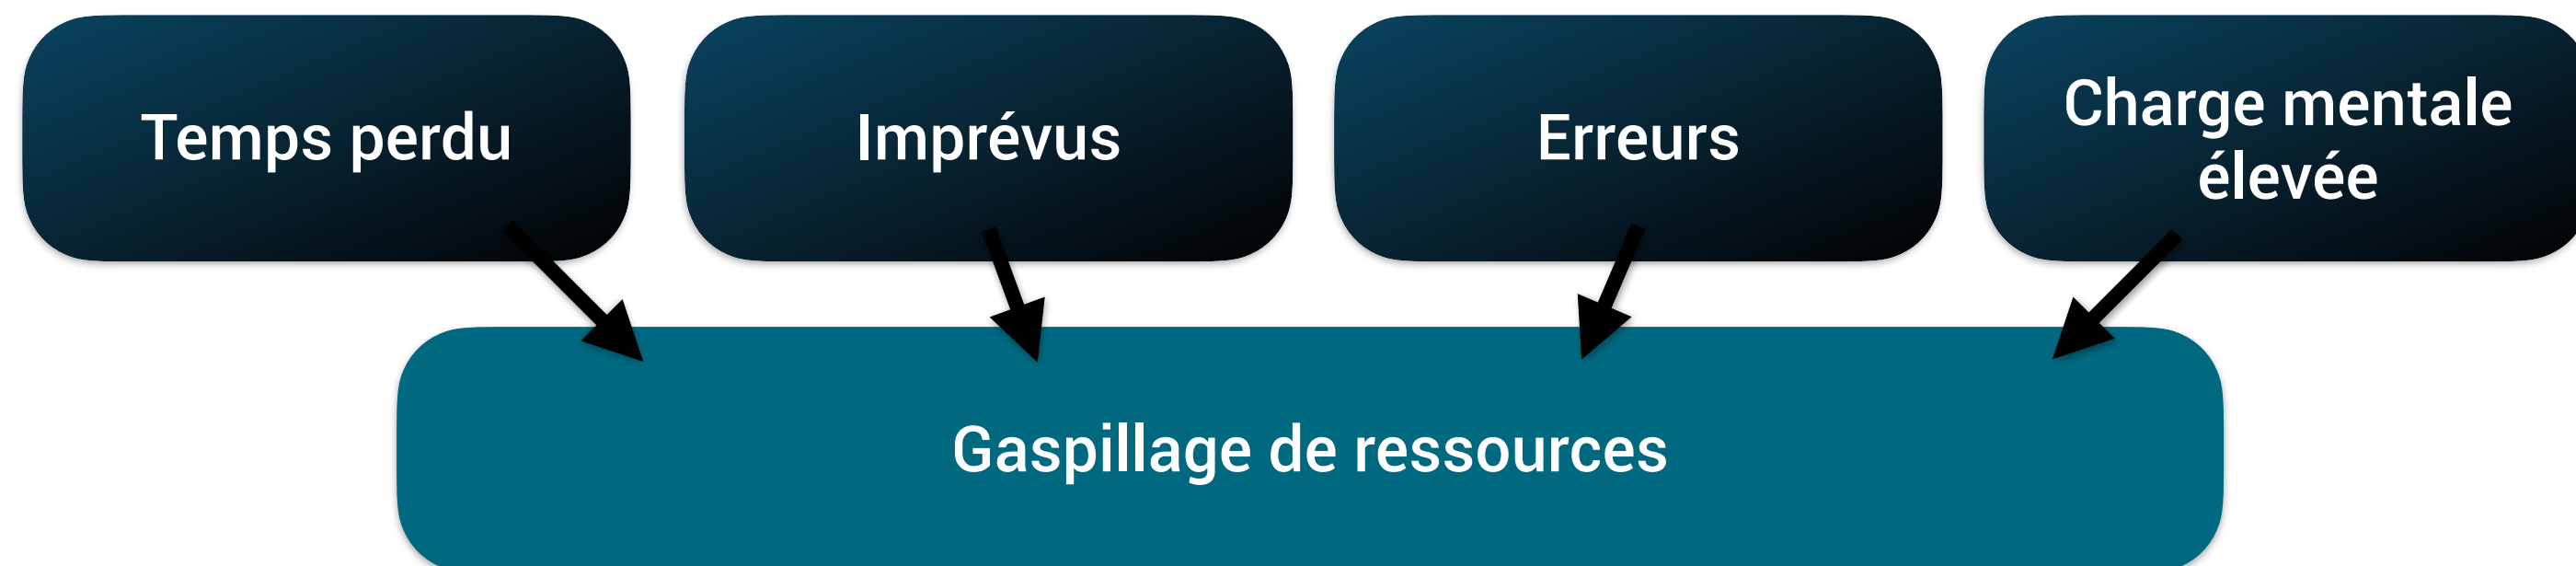 Temps perdu
Imprévus
Erreurs
Charge mentale
élevée
Gaspillage de ressources